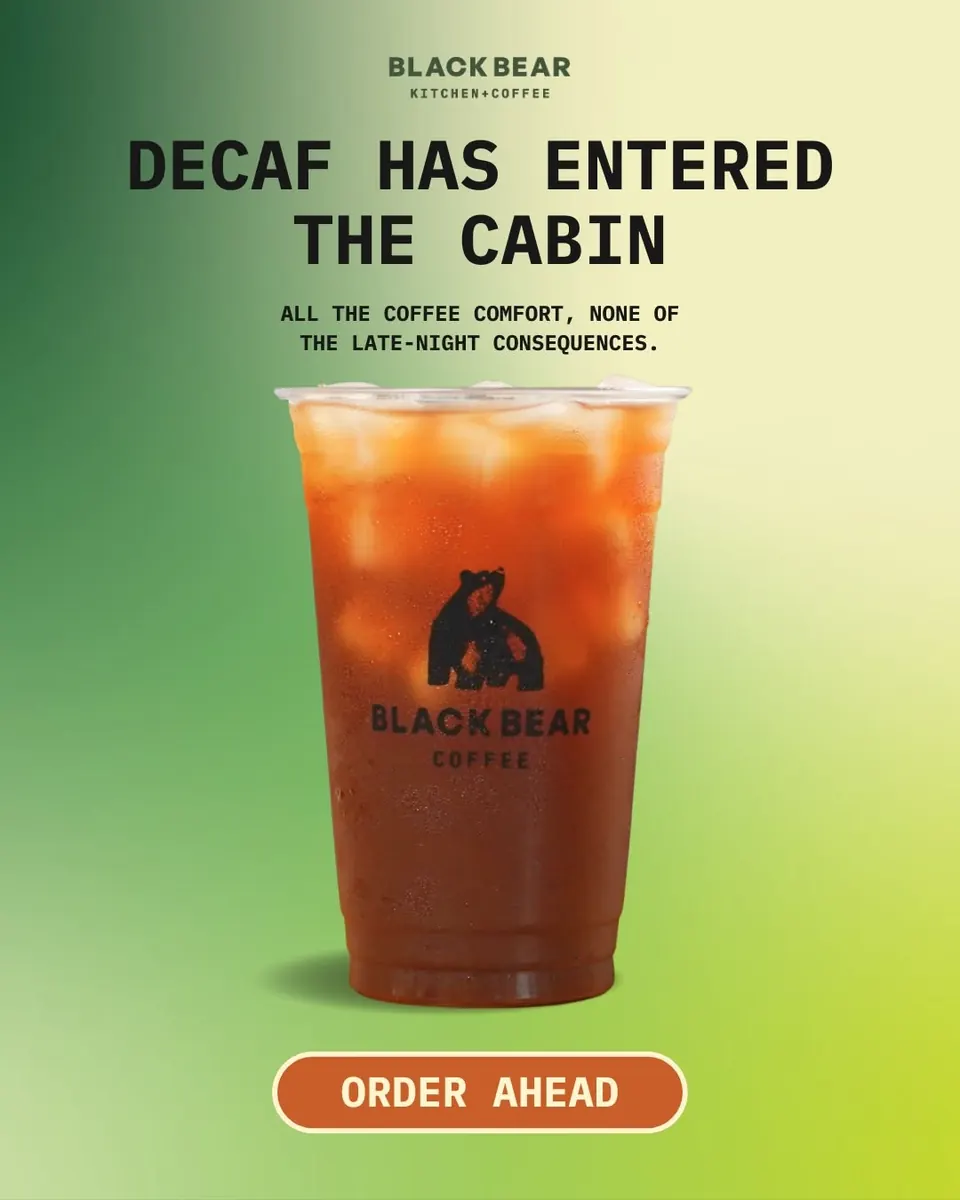 BLACK BEAR
KITCHEN+COFFEE
DECAF HAS ENTERED
THE CABIN
ALL THE COFFEE COMFORT, NONE OF
THE LATE-NIGHT CONSEQUENCES.
BLACK BEAR
COFFEE
ORDER AHEAD